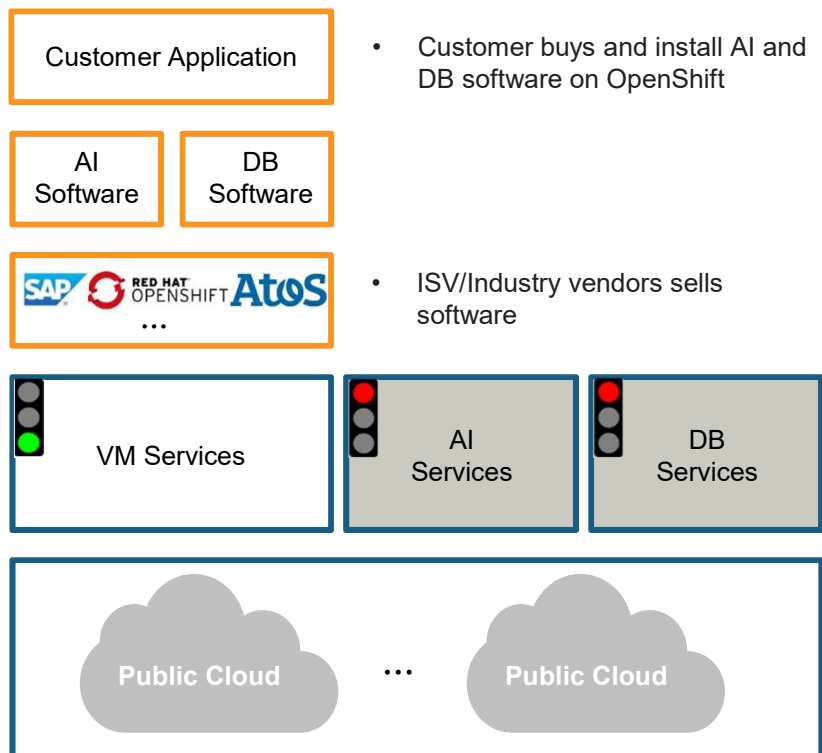 Customer Application
• Customer buys and install AI and
DB software on OpenShift
AI
Software
DB
Software
SAP RED HAT
OPENSHIFT Atos
...
• ISV/Industry vendors sells
software
VM Services
AI
Services
DB
Services
Public Cloud ... Public Cloud